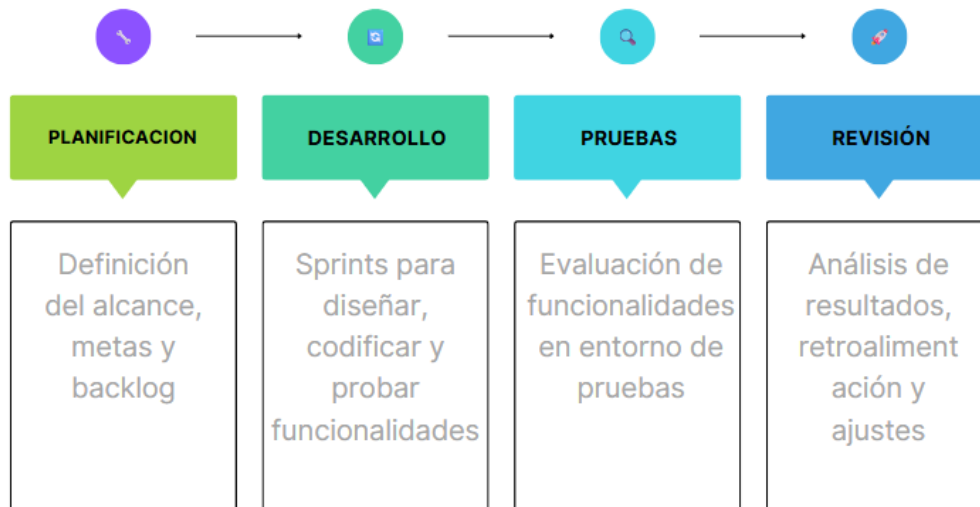 PLANIFICACION
DESARROLLO
PRUEBAS
REVISIÓN
Definición
del alcance,
metas y
backlog
Sprints para
diseñar,
codificar y
probar
funcionalidades
Evaluación de
funcionalidades
en entorno de
pruebas
Análisis de
resultados,
retroaliment
ación y
ajustes